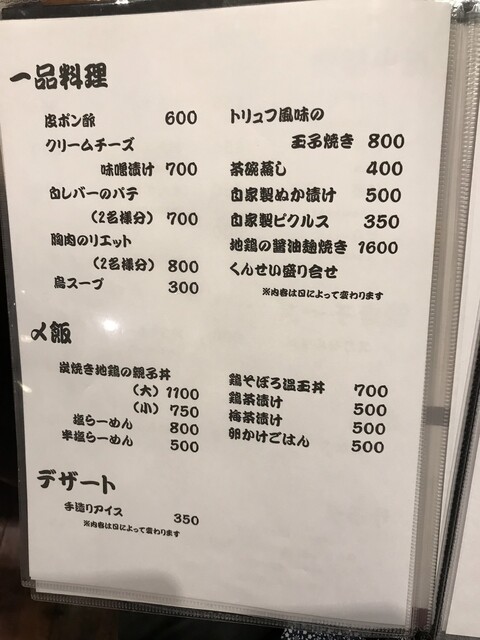 一品料理
皮ポン酢 600
クリームチーズ
味噌漬け 700
白レバーのパテ
(2名様分) 700
胸肉のリエット
(2名様分) 800
鳥スープ 300
トリュフ風味の
玉子焼き 800
茶碗蒸し 400
自家製ぬか漬け 500
自家製ピクルス 350
地鶏の醤油麹焼き 1600
くんせい盛り合せ
※内容は日によって変わります
〆飯
炭焼き地鶏の親子丼
(大) 1100
(小) 750
塩らーめん 800
半塩らーめん 500
鶏そぼろ温玉丼 700
鶏茶漬け 500
梅茶漬け 500
卵かけごはん 500
デザート
手造りアイス 350
※内容は日によって変わります